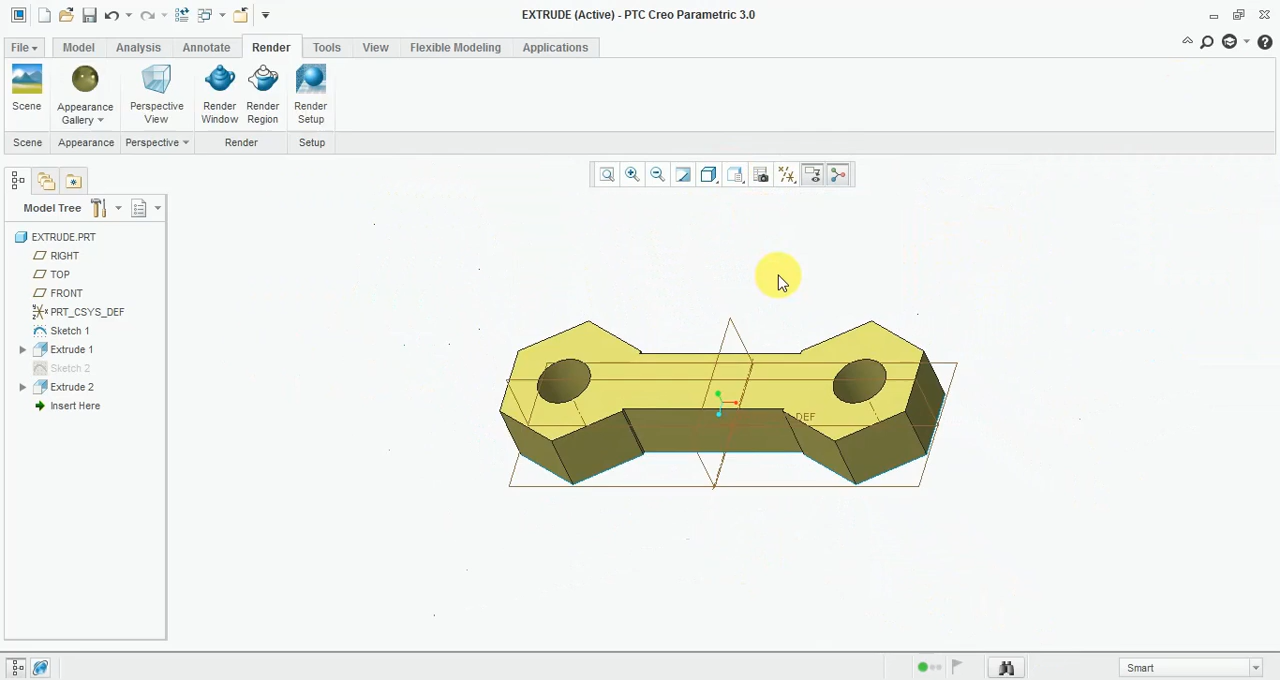 EXTRUDE (Active) - PTC Creo Parametric 3.0
File Model Analysis Annotate Render Tools View Flexible Modeling Applications
Scene
Appearance Gallery
Perspective View
Render Window
Render Region
Render Setup
Scene Appearance Perspective Render Setup
Model Tree
EXTRUDE.PRT
RIGHT
TOP
FRONT
PRT_CSYS_DEF
Sketch 1
Extrude 1
Sketch 2
Extrude 2
Insert Here
DEF
Smart